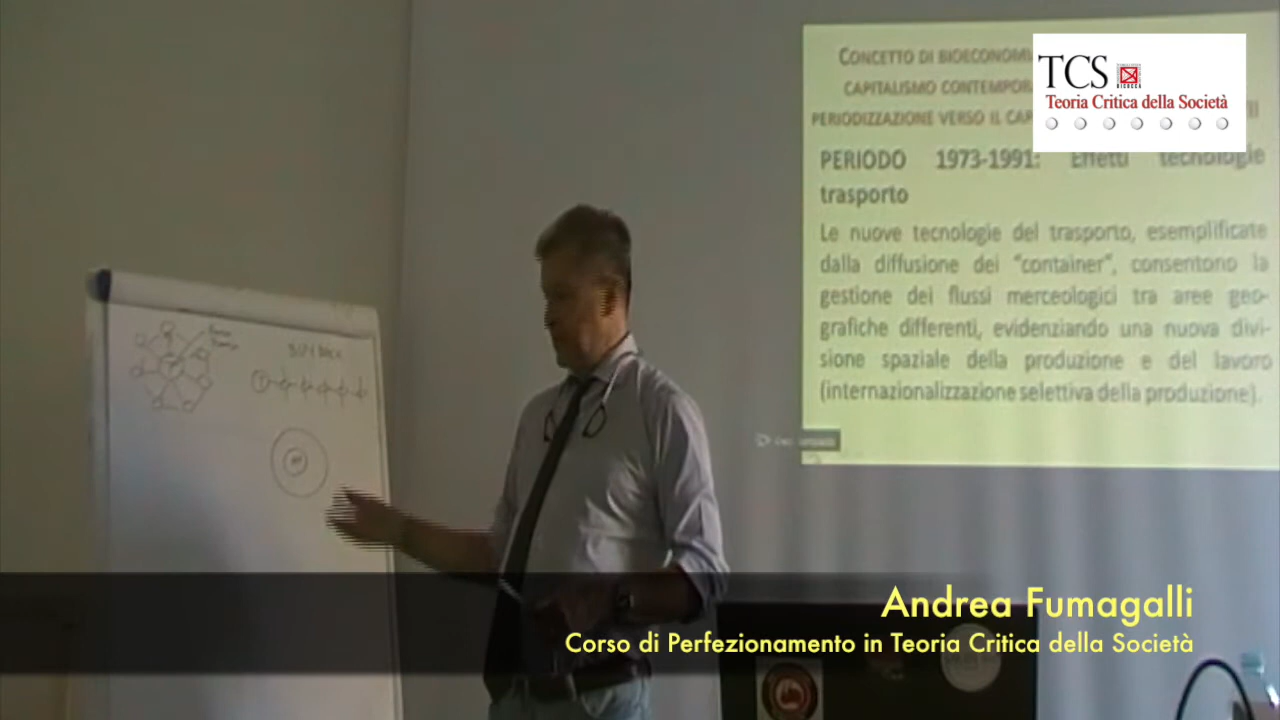 CONCETTO DI BIOECONOMI
CAPITALISMO CONTEMPOR
PERIODIZZAZIONE VERSO IL CAP
TCS
Teoria Critica della Società
PERIODO 1973-1991: Effetti tecnologie
trasporto
Le nuove tecnologie del trasporto, esemplificate
dalla diffusione dei “container”, consentono la
gestione dei flussi merceologici tra aree geo-
grafiche differenti, evidenziando una nuova divi-
sione spaziale della produzione e del lavoro
(internazionalizzazione selettiva della produzione).
Andrea Fumagalli
Corso di Perfezionamento in Teoria Critica della Società